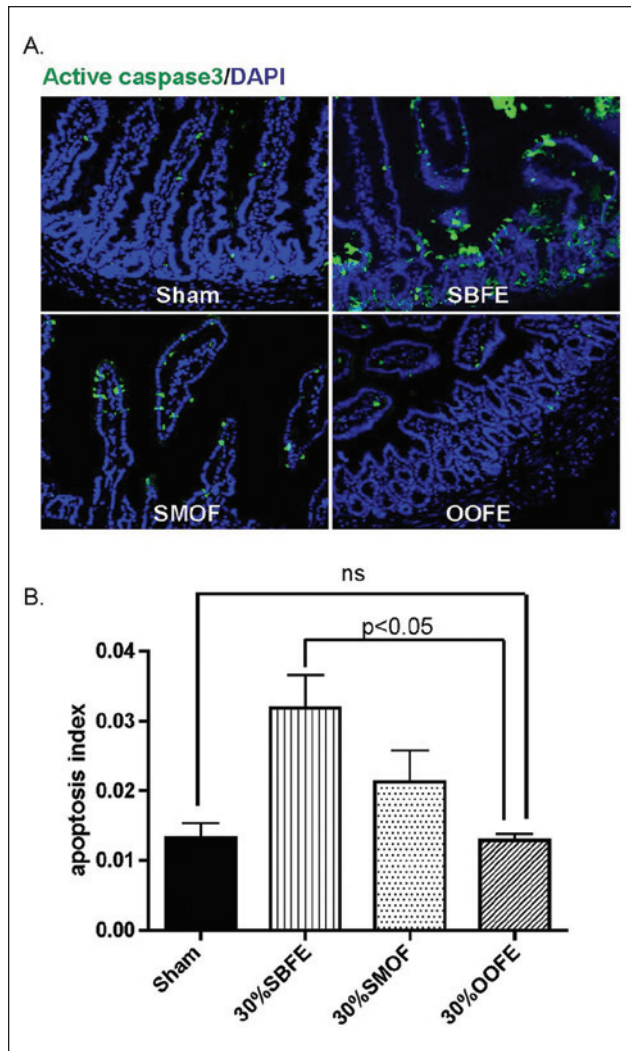 A.
Active caspase3/DAPI
Sham
SBFE
SMOF
OOFE
B.
ns
p<0.05
0.04
0.03
0.02
0.01
0.00
apoptosis index
Sham
30%SBFE
30%SMOF
30%OOFE